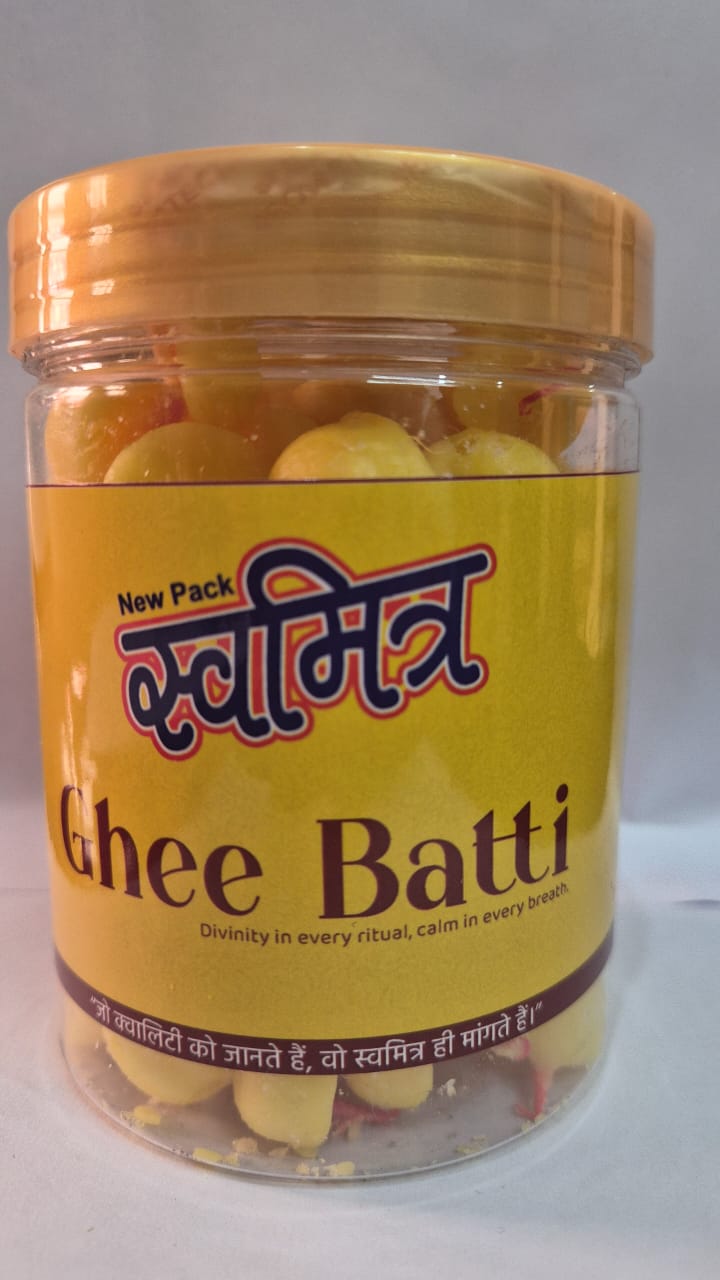 New Pack
स्वमित्र
Ghee Batti
Divinity in every ritual, calm in every breath.
"जो क्वालिटी को जानते हैं, वो स्वमित्र ही मांगते हैं।"